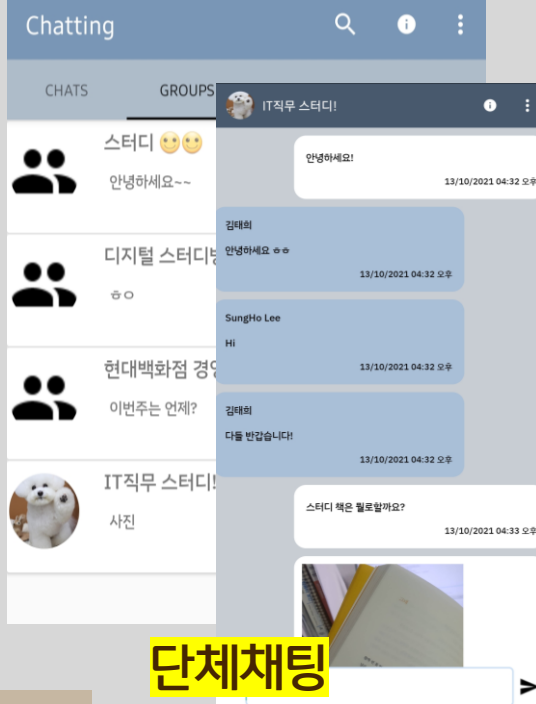 Chatting
CHATS
GROUPS
스터디 🙂🙂
안녕하세요~~
디지털 스터디
ㅎㅇ
현대백화점 경영
이번주는 언제?
IT직무 스터디!
사진
IT직무 스터디!
안녕하세요!
13/10/2021 04:32 오후
김태희
안녕하세요 ㅎㅎ
13/10/2021 04:32 오후
SungHo Lee
Hi
13/10/2021 04:32 오후
김태희
다들 반갑습니다!
13/10/2021 04:32 오후
스터디 책은 뭘로할까요?
13/10/2021 04:33 오후
단체채팅